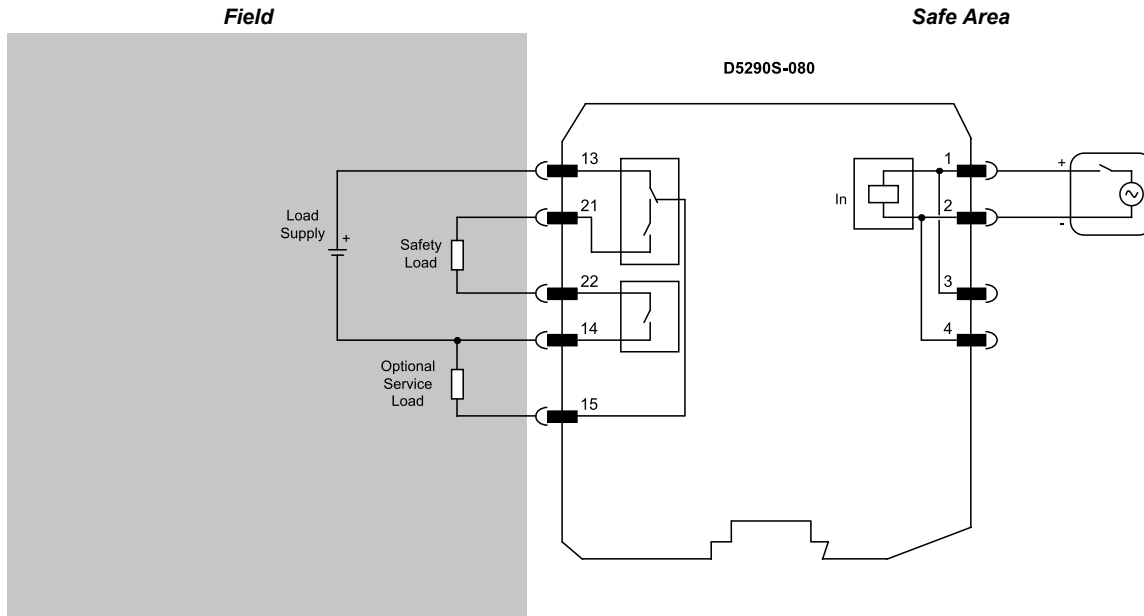 Field
Safe Area
D5290S-080
13
21
22
14
15
Load
Supply
+
Safety
Load
Optional
Service
Load
In
1
2
3
4
+
-